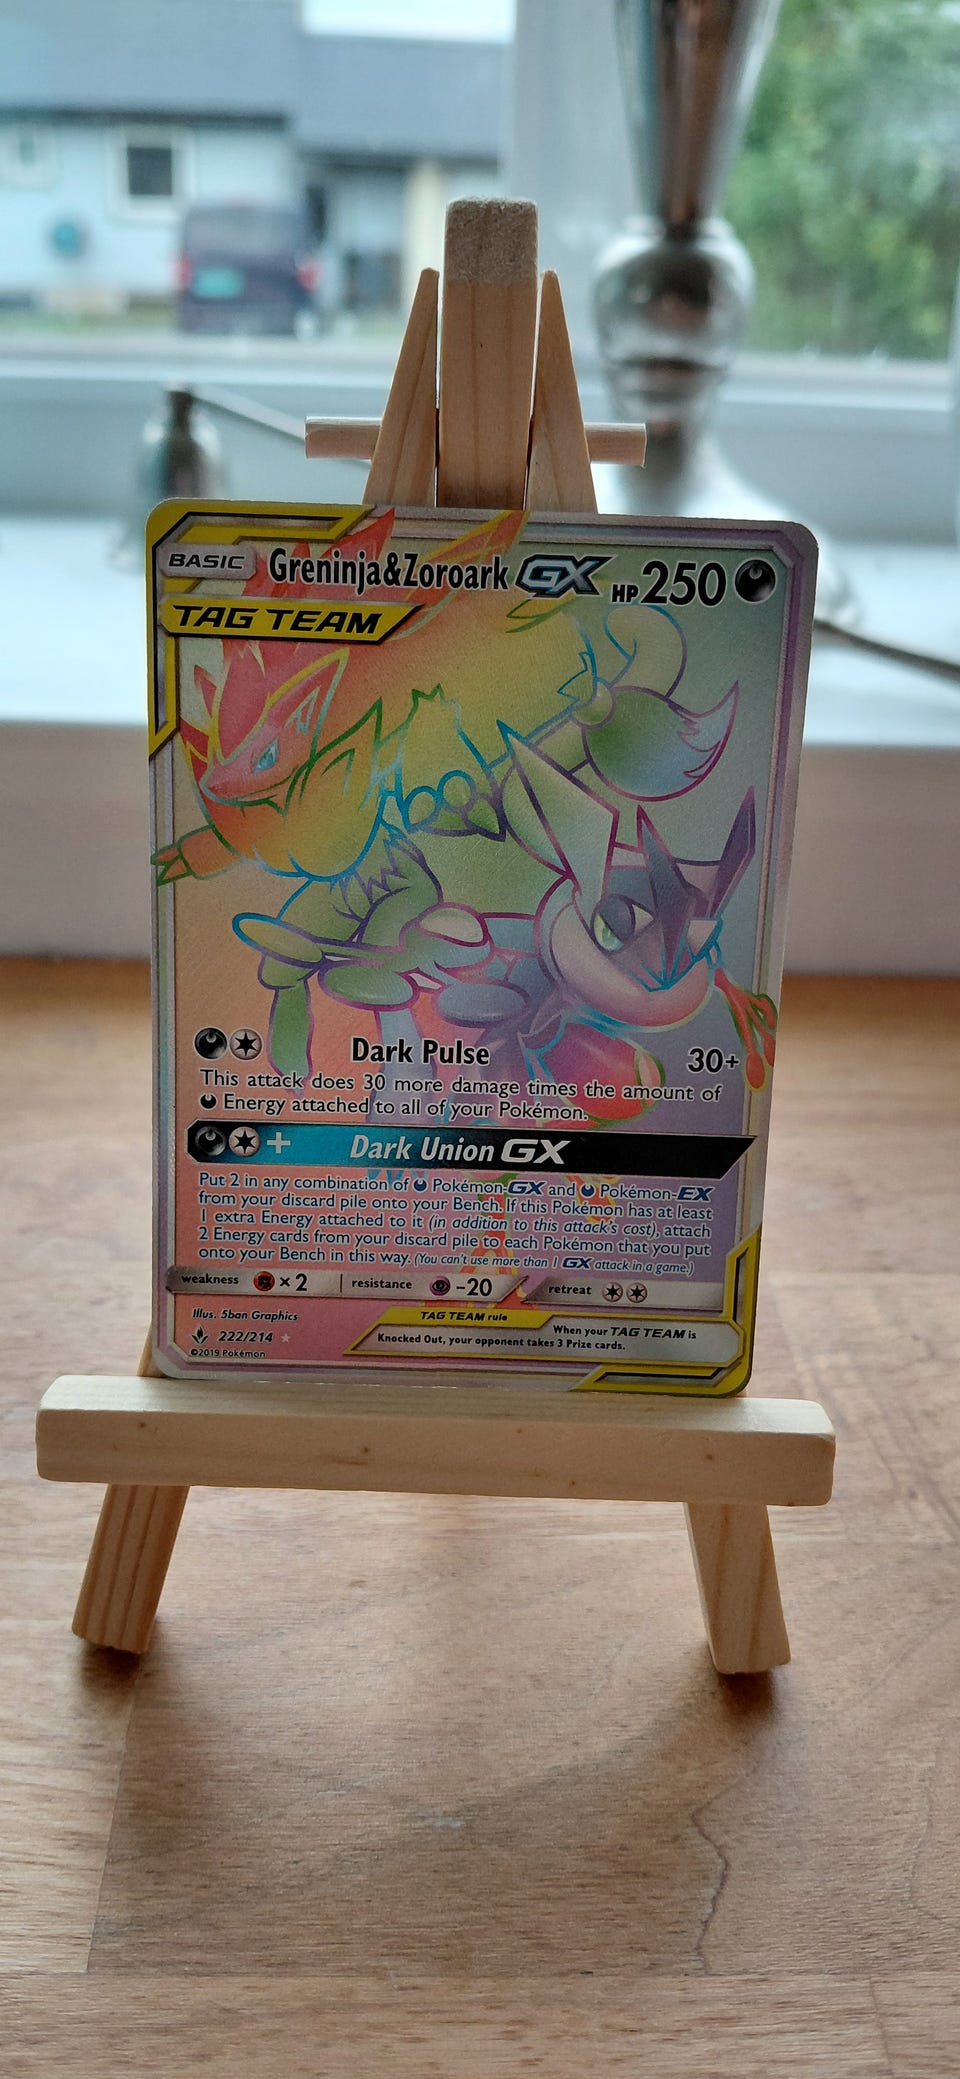 BASIC Greninja&Zoroark GX HP 250
TAG TEAM
Dark Pulse 30+
This attack does 30 more damage times the amount of
Energy attached to all of your Pokémon.
+ Dark Union GX
Put 2 in any combination of Pokémon-GX and Pokémon-EX
from your discard pile onto your Bench. If this Pokémon has at least
1 extra Energy attached to it (in addition to this attack's cost), attach
2 Energy cards from your discard pile to each Pokémon that you put
onto your Bench in this way. (You can't use more than 1 GX attack in a game.)
weakness ×2 resistance -20 retreat
Illus. 5ban Graphics
222/214
©2019 Pokémon
TAG TEAM rule
When your TAG TEAM is
Knocked Out, your opponent takes 3 Prize cards.